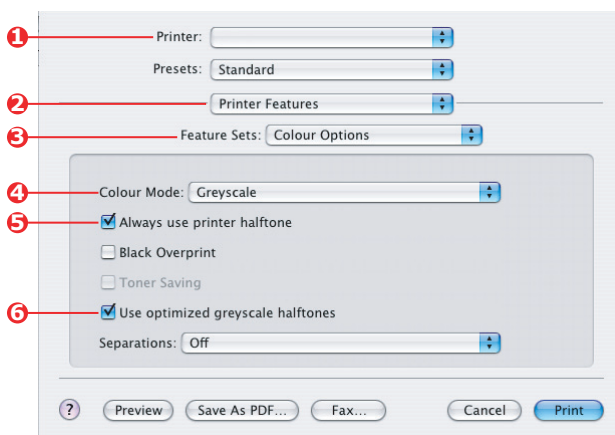 1 Printer:
Presets: Standard
2 Printer Features
3 Feature Sets: Colour Options
4 Colour Mode: Greyscale
5 Always use printer halftone
Black Overprint
Toner Saving
6 Use optimized greyscale halftones
Separations: Off
? Preview Save As PDF... Fax... Cancel Print